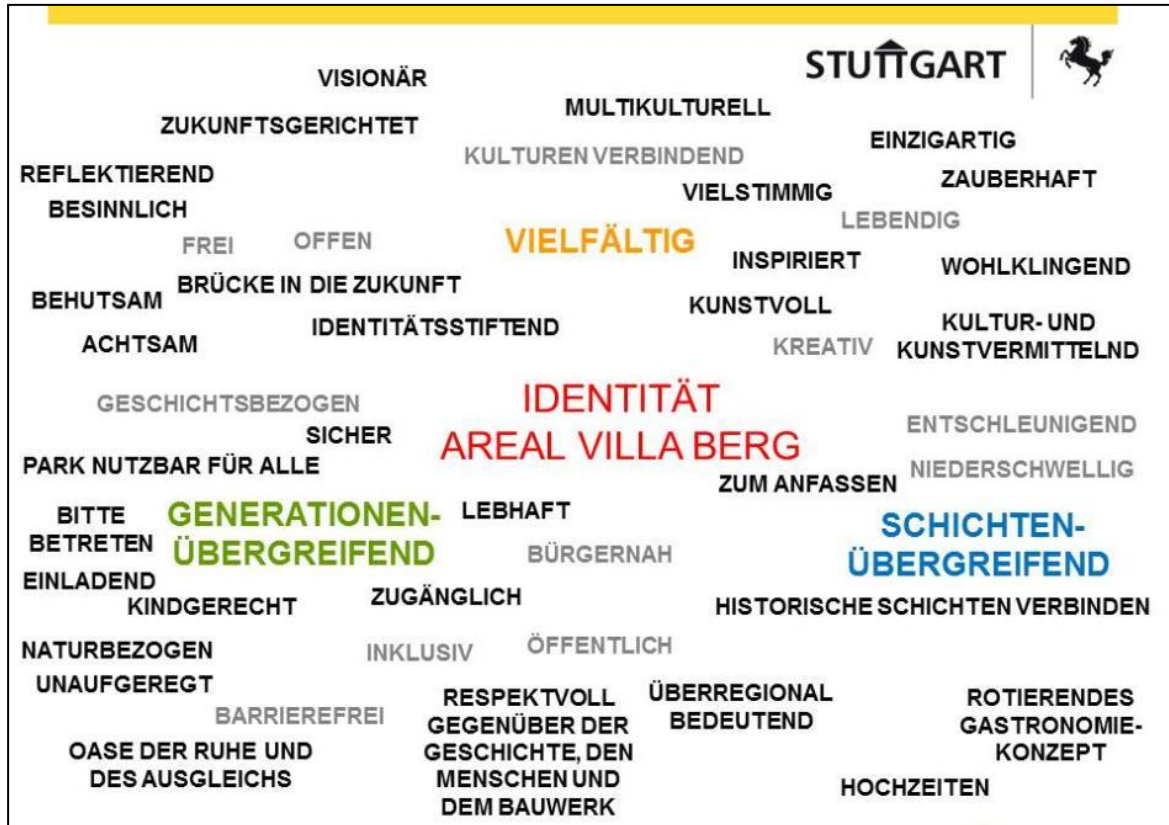 STUTTGART
VISIONÄR
MULTIKULTURELL
ZUKUNFTSGERICHTET
EINZIGARTIG
KULTUREN VERBINDEND
REFLEKTIEREND
ZAUBERHAFT
VIELSTIMMIG
BESINNLICH
LEBENDIG
FREI
OFFEN
VIELFÄLTIG
INSPIRIERT
WOHLKLINGEND
BRÜCKE IN DIE ZUKUNFT
BEHUTSAM
KUNSTVOLL
IDENTITÄTSSTIFTEND
KULTUR- UND
KUNSTVERMITTELND
ACHTSAM
KREATIV
IDENTITÄT
AREAL VILLA BERG
GESCHICHTSBEZOGEN
ENTSCHLEUNIGEND
SICHER
PARK NUTZBAR FÜR ALLE
NIEDERSCHWELLIG
ZUM ANFASSEN
BITTE
BETRETEN
GENERATIONEN-
ÜBERGREIFEND
LEBHAFT
SCHICHTEN-
ÜBERGREIFEND
BÜRGERNAH
EINLADEND
KINDGERECHT
ZUGÄNGLICH
HISTORISCHE SCHICHTEN VERBINDEN
NATURBEZOGEN
INKLUSIV
ÖFFENTLICH
UNAUFGEREGT
BARRIEREFREI
RESPEKTVOLL
GEGENÜBER DER
GESCHICHTE, DEN
MENSCHEN UND
DEM BAUWERK
ÜBERREGIONAL
BEDEUTEND
ROTIERENDES
GASTRONOMIE-
KONZEPT
OASE DER RUHE UND
DES AUSGLEICHS
HOCHZEITEN